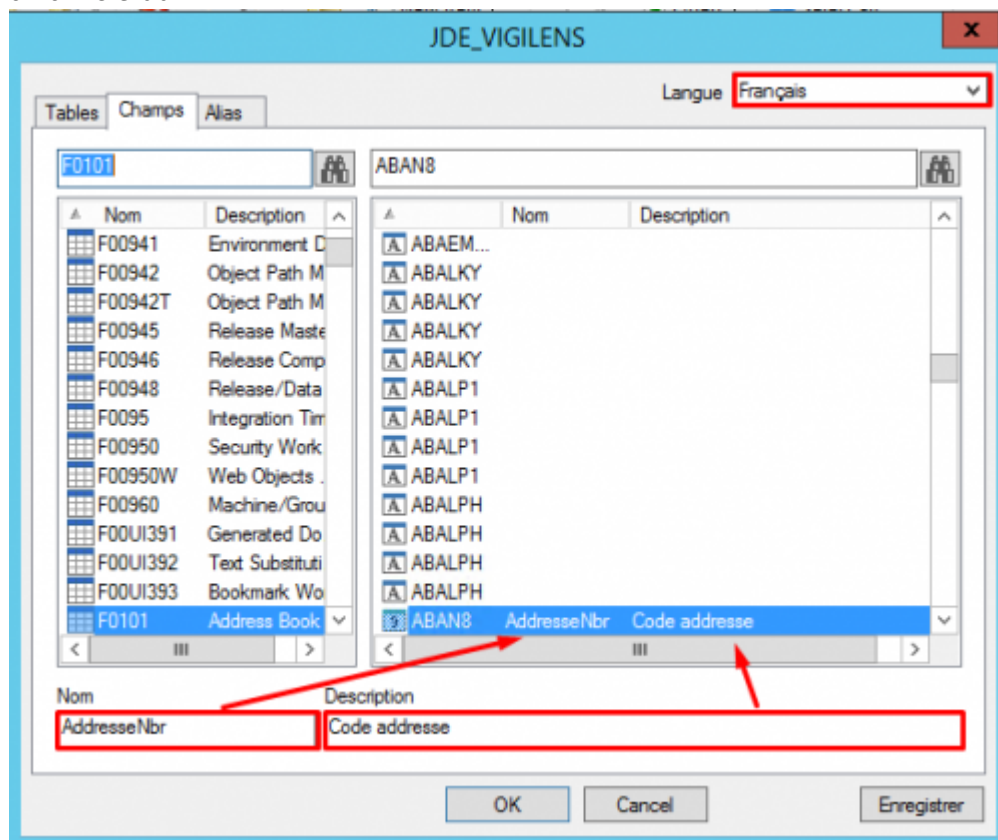 JDE_VIGILENS
x
Langue Français
Tables Champs Alias
F0101 ABAN8
Nom Description Nom Description
F00941 Environment D ABAEM...
F00942 Object Path M ABALKY
F00942T Object Path M ABALKY
F00945 Release Maste ABALKY
F00946 Release Comp ABALKY
F00948 Release/Data ABALP1
F0095 Integration Tim ABALP1
F00950 Security Work ABALP1
F00950W Web Objects . ABALP1
F00960 Machine/Grou ABALPH
F00UI391 Generated Do ABALPH
F00UI392 Text Substituti ABALPH
F00UI393 Bookmark Wo ABALPH
F0101 Address Book ABAN8 AddresseNbr Code addresse
Nom Description
AddresseNbr Code addresse
OK Cancel Enregistrer